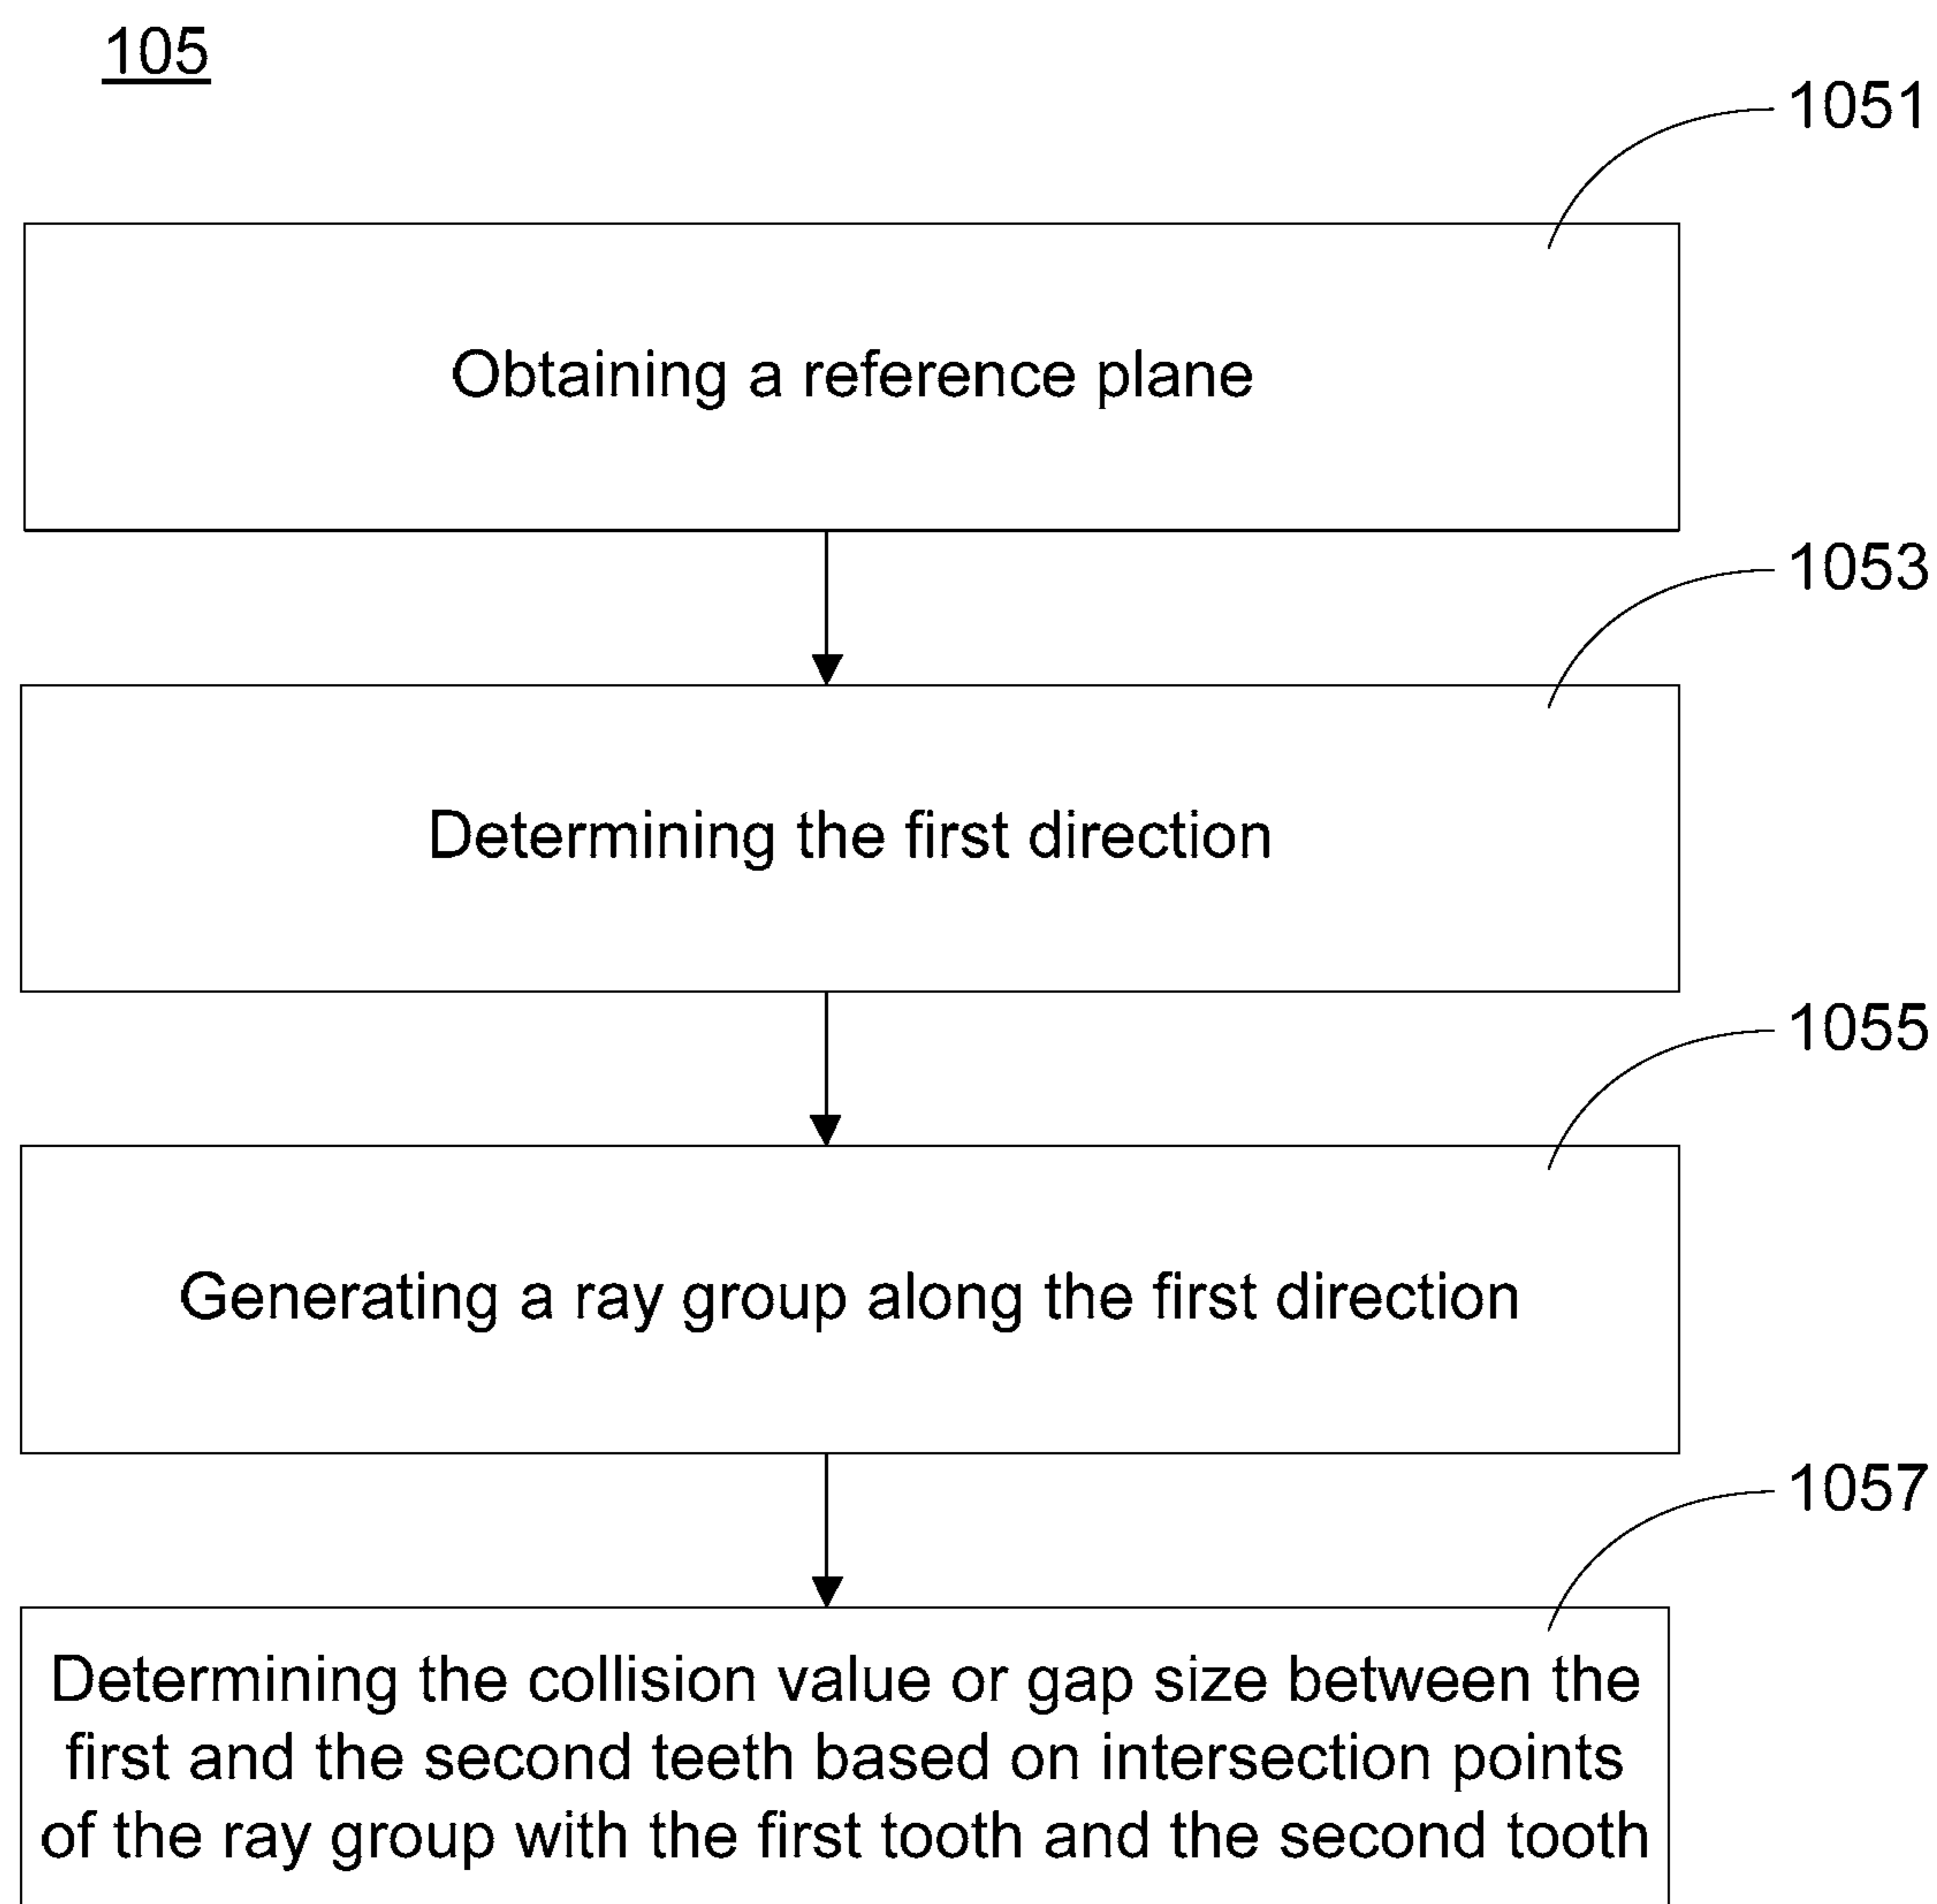 105
1051
Obtaining a reference plane
1053
Determining the first direction
1055
Generating a ray group along the first direction
1057
Determining the collision value or gap size between the
first and the second teeth based on intersection points
of the ray group with the first tooth and the second tooth